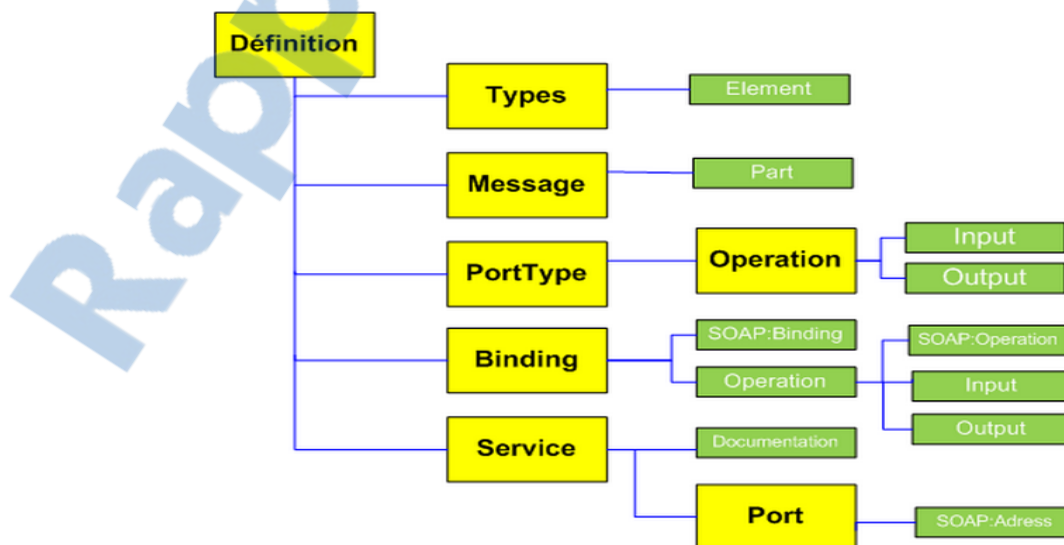 Définition
Types
Element
Message
Part
PortType
Operation
Input
Output
Binding
SOAP:Binding
Operation
SOAP:Operation
Input
Output
Service
Documentation
Port
SOAP:Adress
Rapp